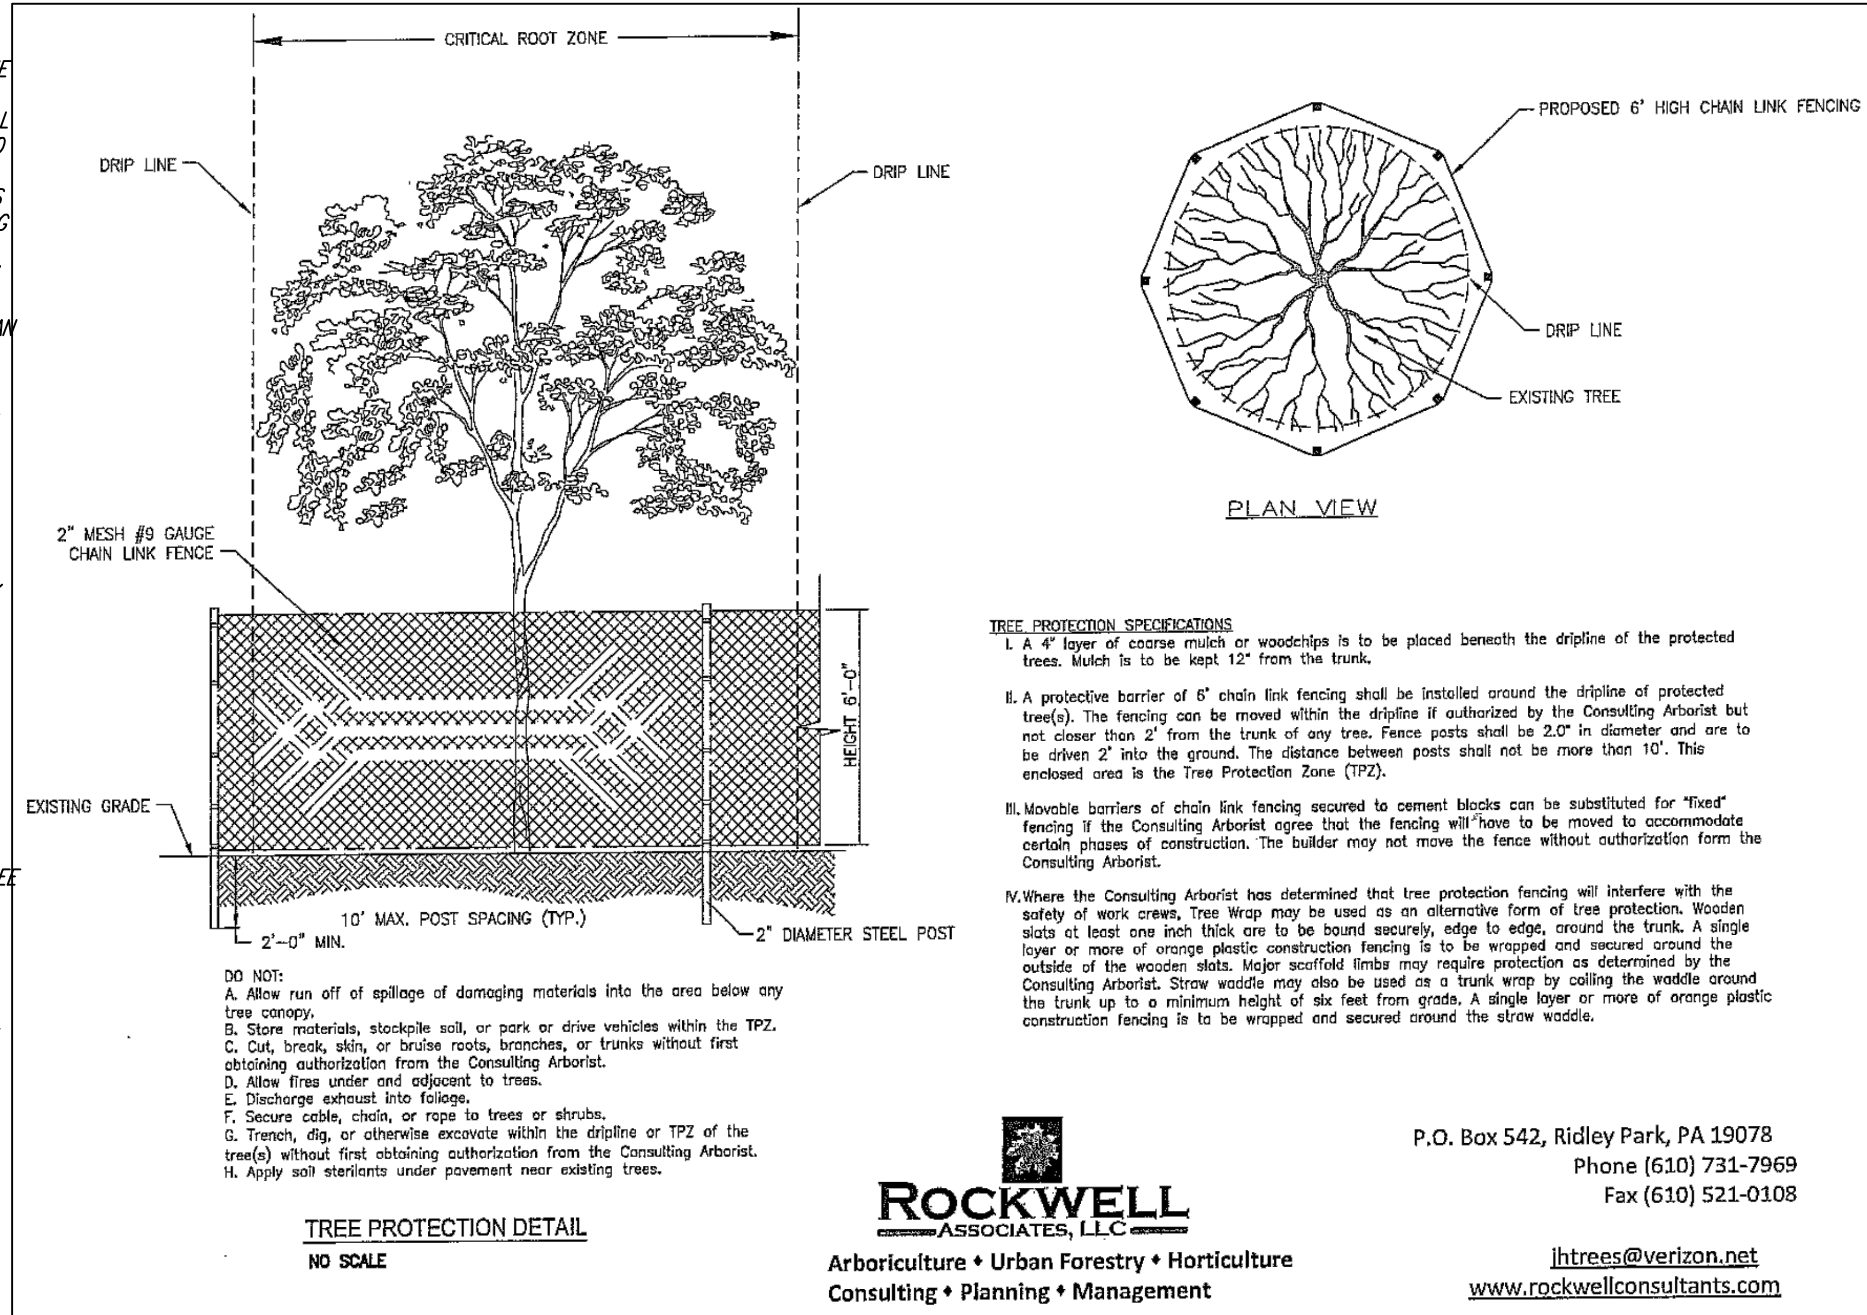 CRITICAL ROOT ZONE
DRIP LINE
DRIP LINE
2" MESH #9 GAUGE
CHAIN LINK FENCE
HEIGHT 6'-0"
EXISTING GRADE
10' MAX. POST SPACING (TYP.)
2'-0" MIN.
2" DIAMETER STEEL POST
DO NOT:
A. Allow run off of spillage of damaging materials into the area below any
tree canopy.
B. Store materials, stockpile soil, or park or drive vehicles within the TPZ.
C. Cut, break, skin, or bruise roots, branches, or trunks without first
obtaining authorization from the Consulting Arborist.
D. Allow fires under and adjacent to trees.
E. Discharge exhaust into foliage.
F. Secure cable, chain, or rope to trees or shrubs.
G. Trench, dig, or otherwise excavate within the dripline or TPZ of the
tree(s) without first obtaining authorization from the Consulting Arborist.
H. Apply soil sterilants under pavement near existing trees.
TREE PROTECTION DETAIL
NO SCALE
PROPOSED 6' HIGH CHAIN LINK FENCING
DRIP LINE
EXISTING TREE
PLAN VIEW
TREE PROTECTION SPECIFICATIONS
I. A 4" layer of coarse mulch or woodchips is to be placed beneath the dripline of the protected
trees. Mulch is to be kept 12" from the trunk.
II. A protective barrier of 6' chain link fencing shall be installed around the dripline of protected
tree(s). The fencing can be moved within the dripline if authorized by the Consulting Arborist but
not closer than 2' from the trunk of any tree. Fence posts shall be 2.0" in diameter and are to
be driven 2' into the ground. The distance between posts shall not be more than 10'. This
enclosed area is the Tree Protection Zone (TPZ).
III. Movable barriers of chain link fencing secured to cement blocks can be substituted for "fixed"
fencing if the Consulting Arborist agree that the fencing will have to be moved to accommodate
certain phases of construction. The builder may not move the fence without authorization form the
Consulting Arborist.
IV. Where the Consulting Arborist has determined that tree protection fencing will interfere with the
safety of work crews, Tree Wrap may be used as an alternative form of tree protection. Wooden
slats at least one inch thick are to be bound securely, edge to edge, around the trunk. A single
layer or more of orange plastic construction fencing is to be wrapped and secured around the
outside of the wooden slats. Major scaffold limbs may require protection as determined by the
Consulting Arborist. Straw waddle may also be used as a trunk wrap by coiling the waddle around
the trunk up to a minimum height of six feet from grade. A single layer or more of orange plastic
construction fencing is to be wrapped and secured around the straw waddle.
ROCKWELL
ASSOCIATES, LLC
Arboriculture ♦ Urban Forestry ♦ Horticulture
Consulting ♦ Planning ♦ Management
P.O. Box 542, Ridley Park, PA 19078
Phone (610) 731-7969
Fax (610) 521-0108
jhtrees@verizon.net
www.rockwellconsultants.com